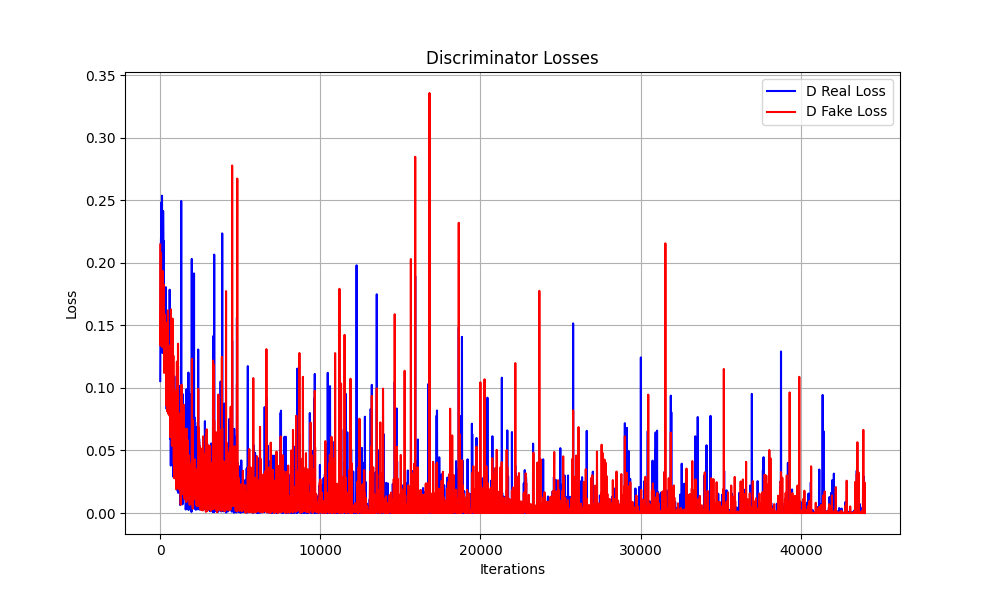 Discriminator Losses
0.35
0.30
0.25
0.20
0.15
0.10
0.05
0.00
Loss
D Real Loss
D Fake Loss
0
10000
20000
30000
40000
Iterations